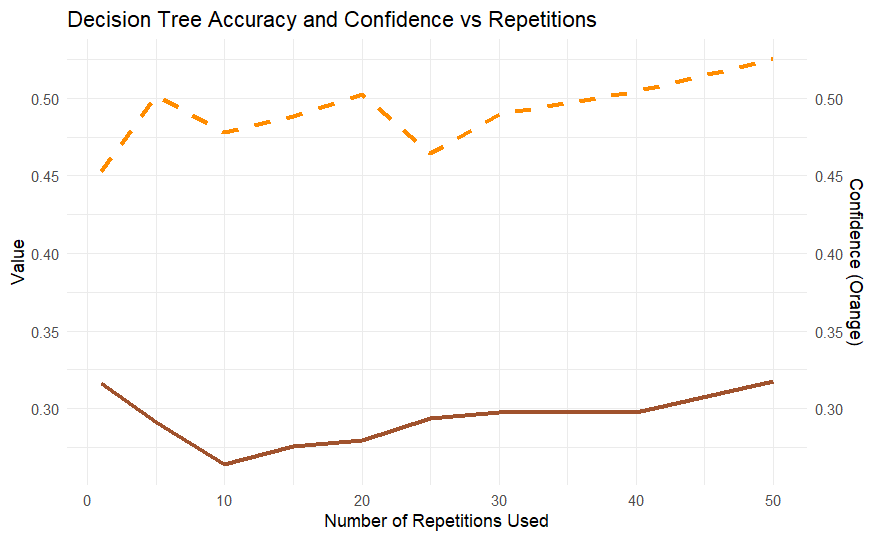 Decision Tree Accuracy and Confidence vs Repetitions
Value
0.50
0.45
0.40
0.35
0.30
0.50
0.45
0.40
0.35
0.30
Confidence (Orange)
0 10 20 30 40 50
Number of Repetitions Used